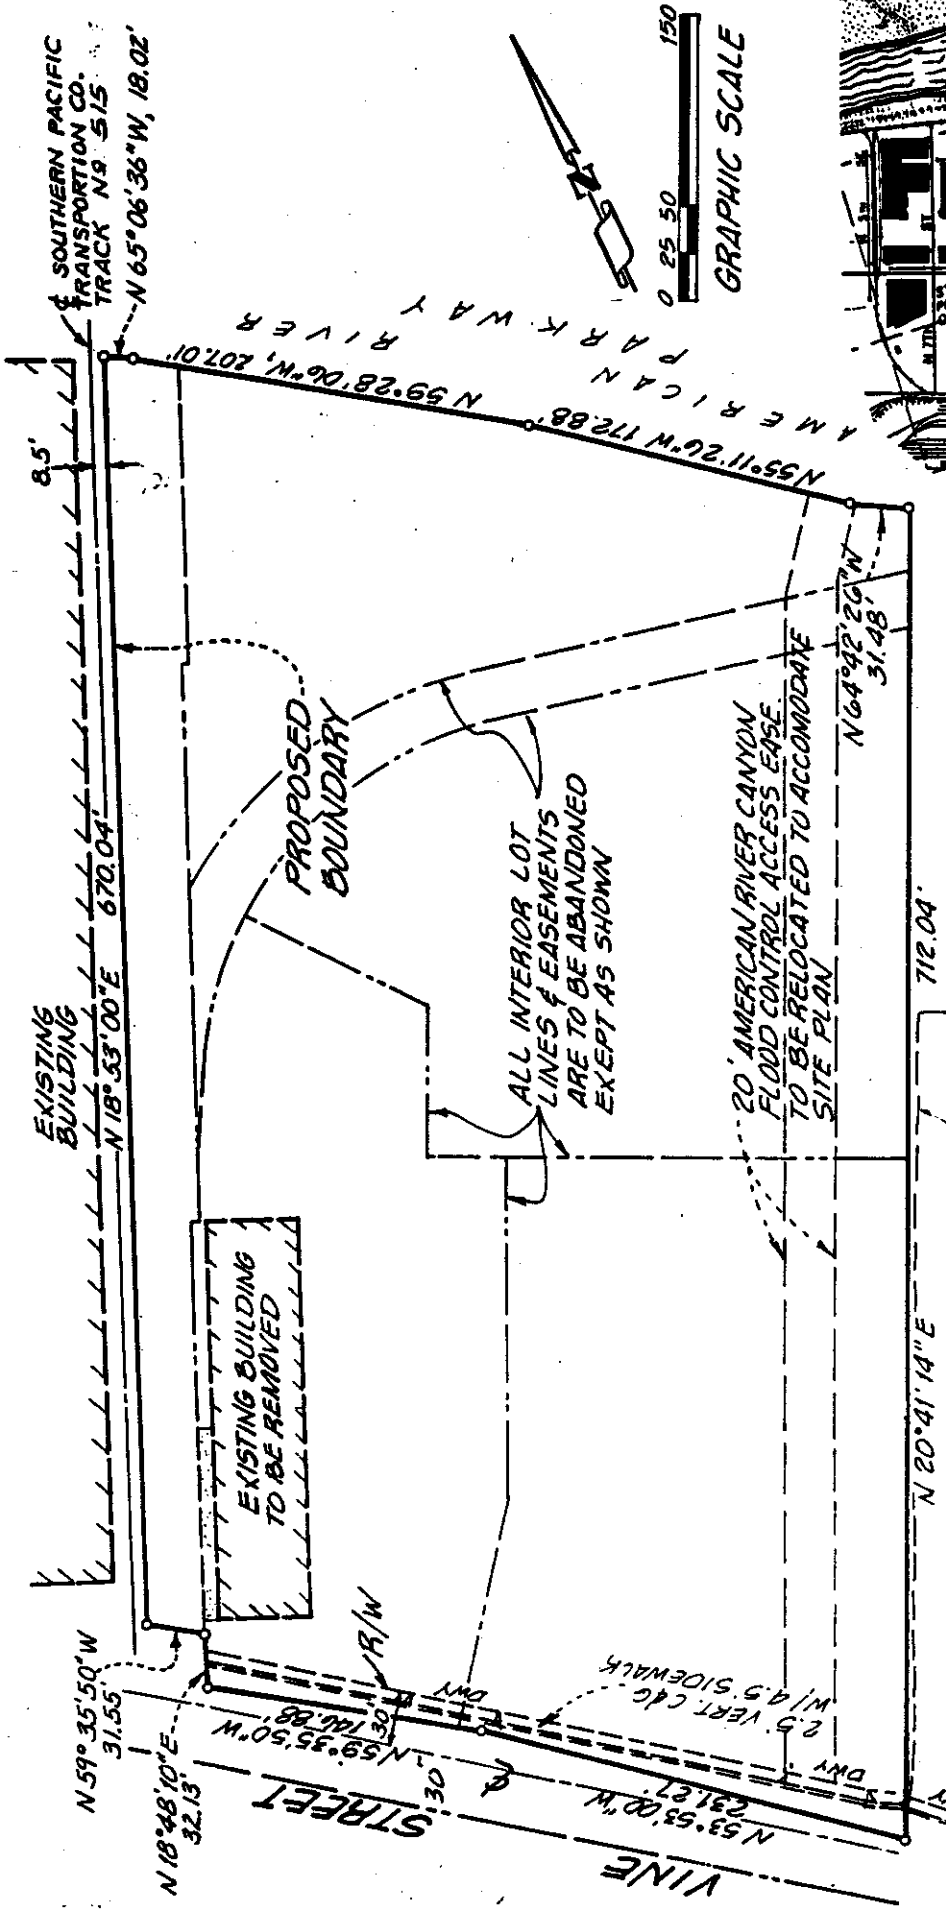 ℄ SOUTHERN PACIFIC
TRANSPORTION CO.
TRACK Nº 515
N 65°06'36"W, 18.02'
8.5'
EXISTING
BUILDING
N 18°53'00"E 670.04'
N 59°28'06"W, 207.01'
N 55°11'26"W 172.88'
AMERICAN RIVER
PARKWAY
N
0 25 50 150
GRAPHIC SCALE
PROPOSED
BOUNDARY
ALL INTERIOR LOT
LINES & EASEMENTS
ARE TO BE ABANDONED
EXEPT AS SHOWN
20' AMERICAN RIVER CANYON
FLOOD CONTROL ACCESS EASE.
TO BE RELOCATED TO ACCOMODATE
SITE PLAN
N 64°42'26"W
31.48'
EXISTING BUILDING
TO BE REMOVED
N 59°35'50"W
31.55'
N 18°48'10"E
32.13'
R/W
N 59°35'50"W
146.88'
30'
30'
℄
DWY
2.5' VERT. C&G
W/ 4.5' SIDEWALK
DWY
N 53°53'00"W
231.27'
VINE STREET
N 20°41'14"E 712.04'
N 7TH
ST